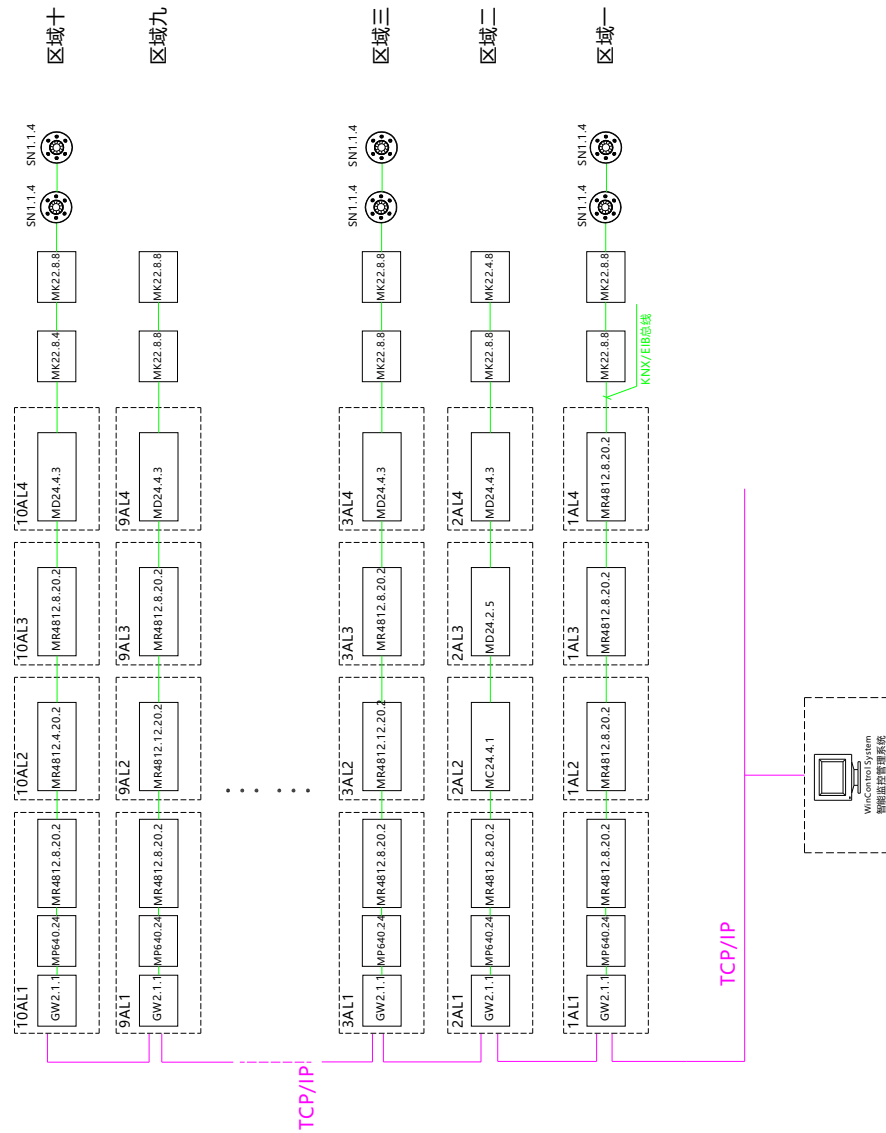 区域十
SN1.1.4
SN1.1.4
MK22.8.8
MK22.8.4
10AL4
MD24.4.3
10AL3
MR4812.8.20.2
10AL2
MR4812.4.20.2
10AL1
MR4812.8.20.2
MP640.24
GW2.1.1
区域九
MK22.8.8
MK22.8.8
9AL4
MD24.4.3
9AL3
MR4812.8.20.2
9AL2
MR4812.12.20.2
9AL1
MR4812.8.20.2
MP640.24
GW2.1.1
... ...
TCP/IP
区域三
SN1.1.4
SN1.1.4
MK22.8.8
MK22.8.8
3AL4
MD24.4.3
3AL3
MR4812.8.20.2
3AL2
MR4812.12.20.2
3AL1
MR4812.8.20.2
MP640.24
GW2.1.1
区域二
MK22.4.8
MK22.8.8
2AL4
MD24.4.3
2AL3
MD24.2.5
2AL2
MC24.4.1
2AL1
MR4812.8.20.2
MP640.24
GW2.1.1
区域一
SN1.1.4
SN1.1.4
MK22.8.8
MK22.8.8
KNX/EIB总线
1AL4
MR4812.8.20.2
1AL3
MR4812.8.20.2
1AL2
MR4812.8.20.2
1AL1
MR4812.8.20.2
MP640.24
GW2.1.1
TCP/IP
WinControl System
智能监控管理系统